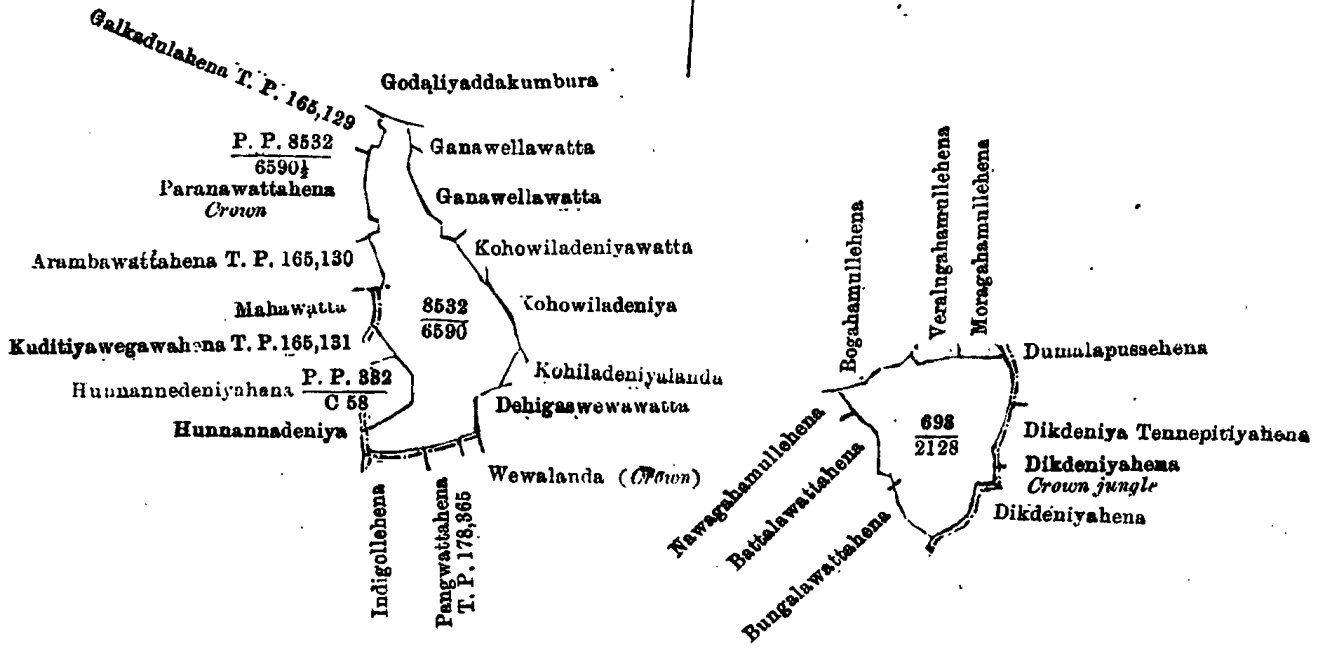 Galkadulahena T. P. 165,129
Godaliyaddakumbura
P. P. 8532
6590½
Ganawellawatta
Paranawattahena
Crown
Ganawellawatta
Kohowiladeniyawatta
Arambawattahena T. P. 165,130
Mahawatta
8532
6590
Kohowiladeniya
Kuditiyawegawahena T. P. 165,131
Kohiladeniyalanda
Hunnannedeniyahena P. P. 882
C 58
Dehigaswewawatta
Hunnannadeniya
Wewalanda (Crown)
Indigollehena
Pangwattahena
T. P. 178,365
Bogahamullehena
Veralugahamullehena
Moragahamullehena
Dumalapussehena
698
2128
Dikdeniya Tennepitiyahena
Dikdeniyahena
Crown jungle
Dikdeniyahena
Nawagahamullehena
Battalawattahena
Bungalawattahena